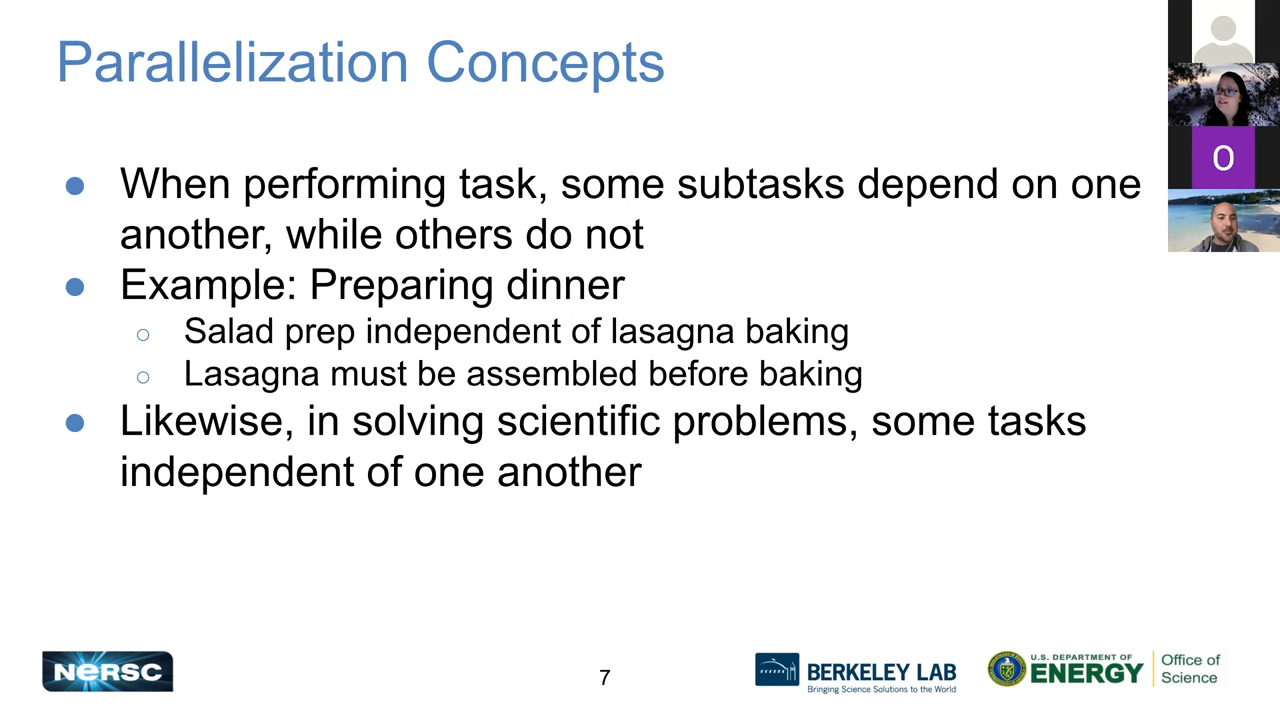 Parallelization Concepts
● When performing task, some subtasks depend on one
another, while others do not
● Example: Preparing dinner
○ Salad prep independent of lasagna baking
○ Lasagna must be assembled before baking
● Likewise, in solving scientific problems, some tasks
independent of one another
O
NERSC
7
BERKELEY LAB
Bringing Science Solutions to the World
U.S. DEPARTMENT OF
ENERGY
Office of
Science